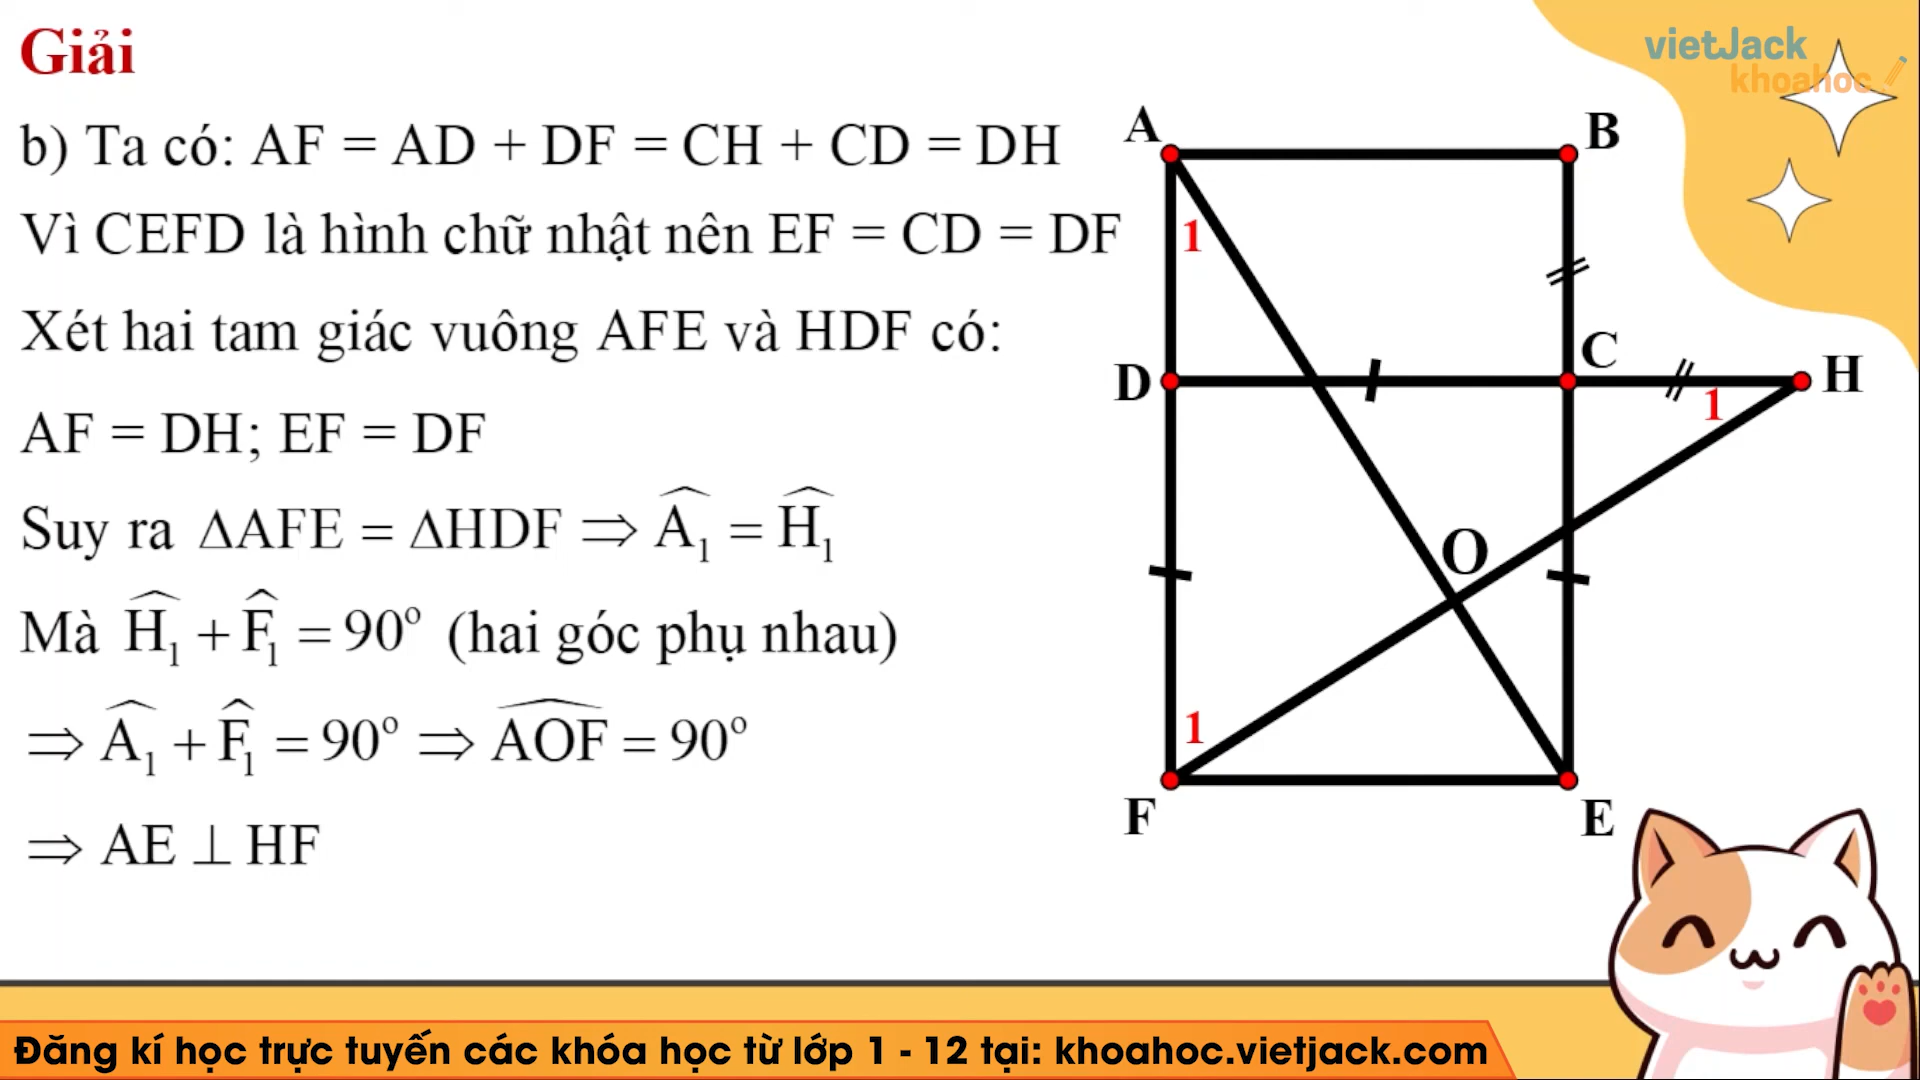 Giải
vietJack
khoahoc
b) Ta có: AF = AD + DF = CH + CD = DH
Vì CEFD là hình chữ nhật nên EF = CD = DF
Xét hai tam giác vuông AFE và HDF có:
AF = DH; EF = DF
Suy ra ΔAFE = ΔHDF ⇒ Â₁ = Ĥ₁
Mà Ĥ₁ + F̂₁ = 90° (hai góc phụ nhau)
⇒ Â₁ + F̂₁ = 90° ⇒ \widehat{AOF} = 90°
⇒ AE ⊥ HF
A
B
1
C
D
H
1
O
1
F
E
Đăng kí học trực tuyến các khóa học từ lớp 1 - 12 tại: khoahoc.vietjack.com